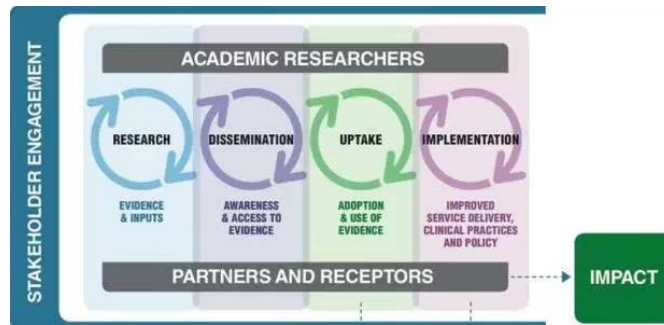 STAKEHOLDER ENGAGEMENT
ACADEMIC RESEARCHERS
RESEARCH
DISSEMINATION
UPTAKE
IMPLEMENTATION
EVIDENCE
& INPUTS
AWARENESS
& ACCESS TO
EVIDENCE
ADOPTION
& USE OF
EVIDENCE
IMPROVED
SERVICE DELIVERY,
CLINICAL PRACTICES
AND POLICY
PARTNERS AND RECEPTORS
IMPACT